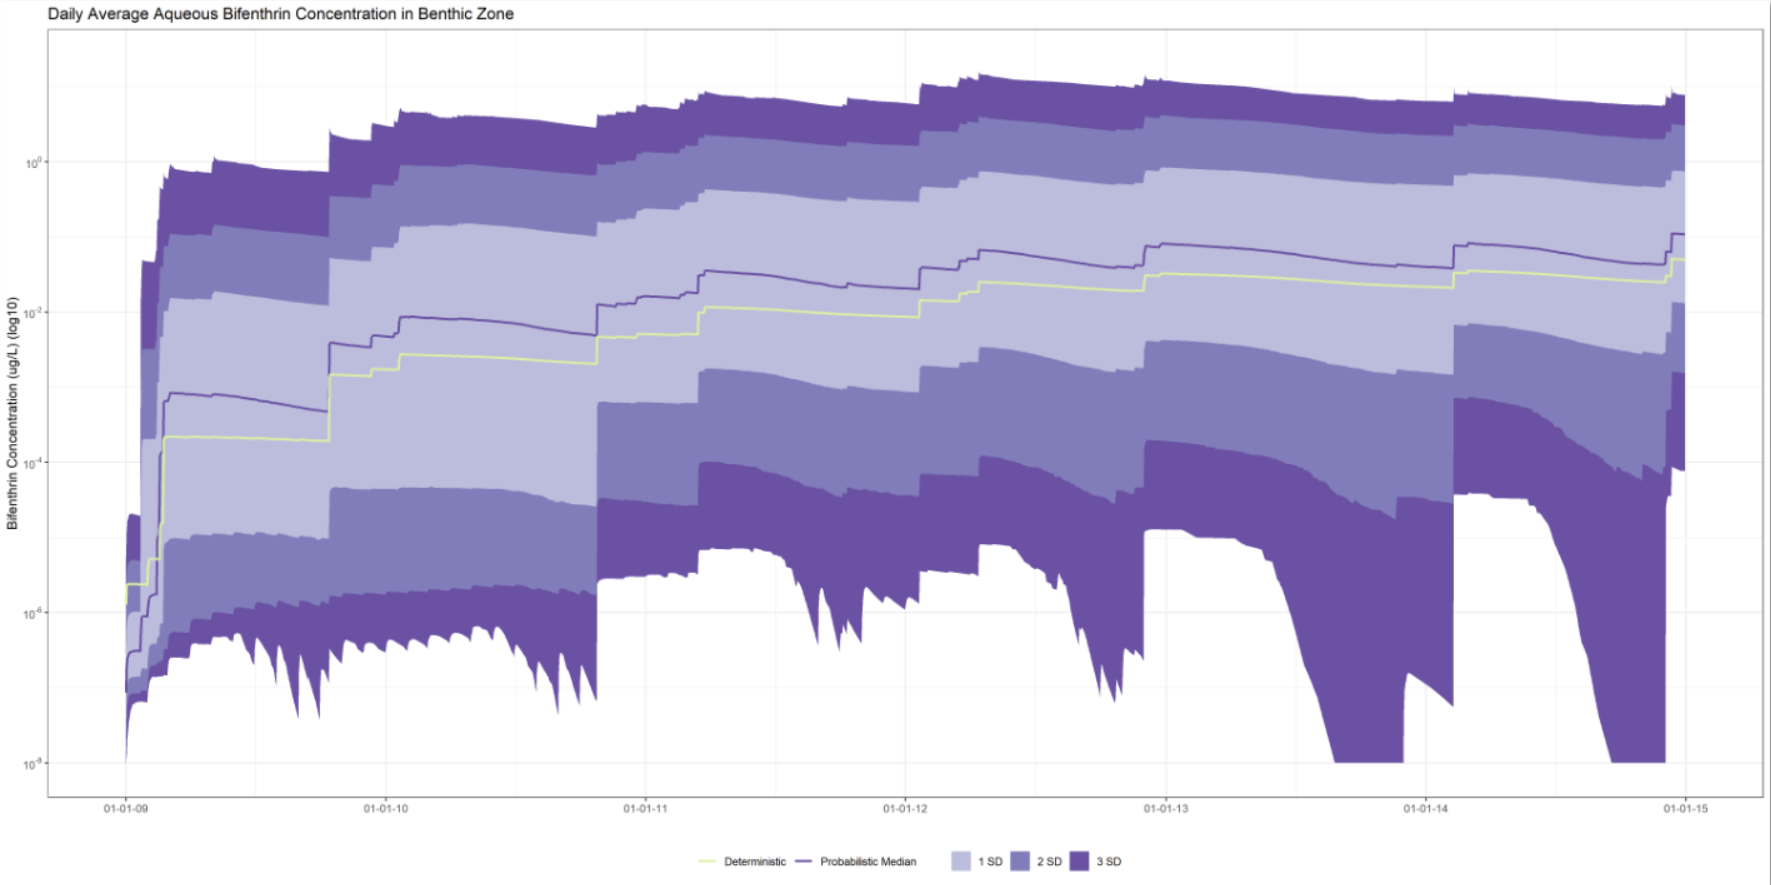 Daily Average Aqueous Bifenthrin Concentration in Benthic Zone
Bifenthrin Concentration (ug/L) (log10)
10^0
10^-2
10^-4
10^-6
10^-8
01-01-09 01-01-10 01-01-11 01-01-12 01-01-13 01-01-14 01-01-15
Deterministic Probabilistic Median 1 SD 2 SD 3 SD